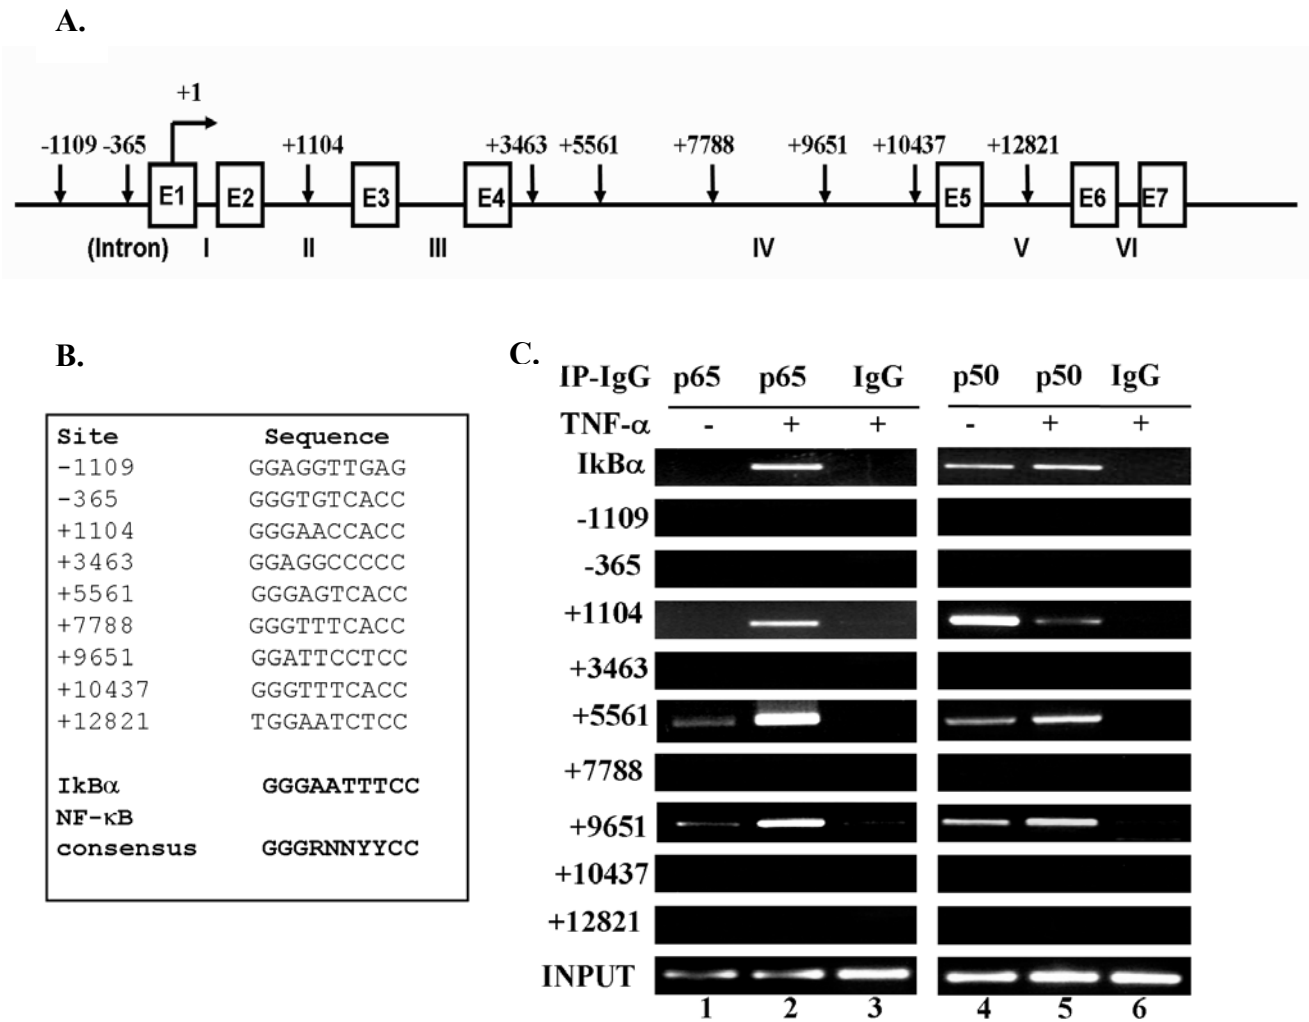 A.
+1
-1109 -365 +1104 +3463 +5561 +7788 +9651 +10437 +12821
E1 E2 E3 E4 E5 E6 E7
(Intron) I II III IV V VI
B.
Site Sequence
-1109 GGAGGTTGAG
-365 GGGTGTCACC
+1104 GGGAACCACC
+3463 GGAGGCCCCC
+5561 GGGAGTCACC
+7788 GGGTTTCACC
+9651 GGATTCCTCC
+10437 GGGTTTCACC
+12821 TGGAATCTCC
IkBα GGGAATTTCC
NF-κB
consensus GGGRNNYYCC
C.
IP-IgG p65 p65 IgG p50 p50 IgG
TNF-α - + + - + +
IkBα
-1109
-365
+1104
+3463
+5561
+7788
+9651
+10437
+12821
INPUT
1 2 3 4 5 6